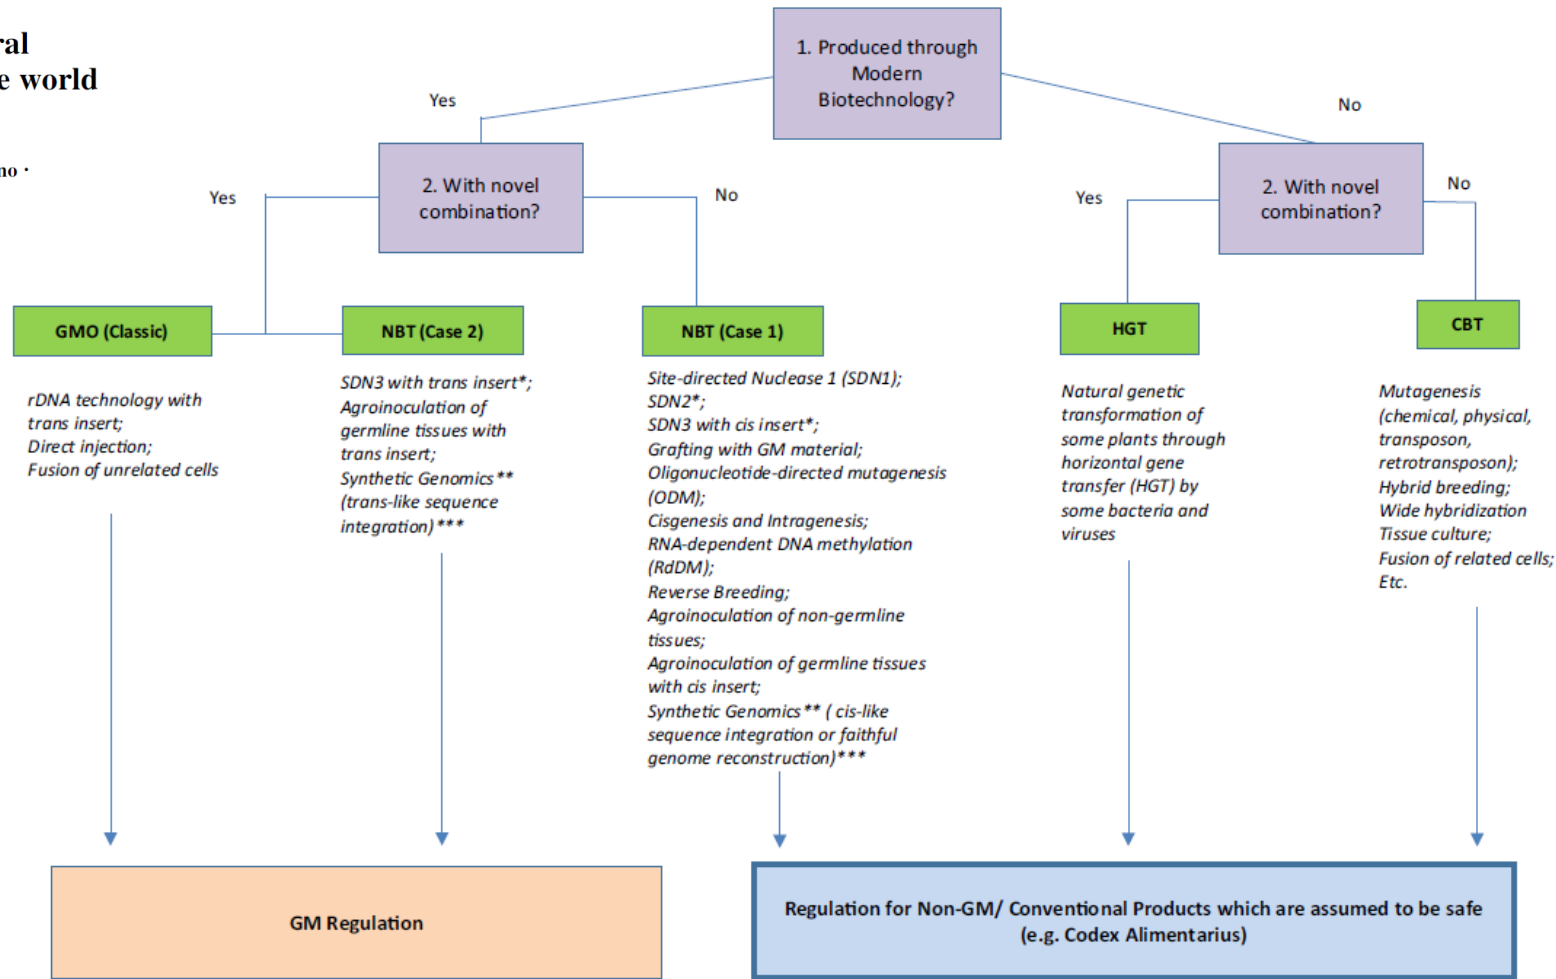 ral
e world
no ·
1. Produced through
Modern
Biotechnology?
Yes
No
2. With novel
combination?
Yes
No
2. With novel
combination?
Yes
No
GMO (Classic)
rDNA technology with
trans insert;
Direct injection;
Fusion of unrelated cells
NBT (Case 2)
SDN3 with trans insert*;
Agroinoculation of
germline tissues with
trans insert;
Synthetic Genomics**
(trans-like sequence
integration)***
NBT (Case 1)
Site-directed Nuclease 1 (SDN1);
SDN2*;
SDN3 with cis insert*;
Grafting with GM material;
Oligonucleotide-directed mutagenesis
(ODM);
Cisgenesis and Intragenesis;
RNA-dependent DNA methylation
(RdDM);
Reverse Breeding;
Agroinoculation of non-germline
tissues;
Agroinoculation of germline tissues
with cis insert;
Synthetic Genomics** ( cis-like
sequence integration or faithful
genome reconstruction)***
HGT
Natural genetic
transformation of
some plants through
horizontal gene
transfer (HGT) by
some bacteria and
viruses
CBT
Mutagenesis
(chemical, physical,
transposon,
retrotransposon);
Hybrid breeding;
Wide hybridization
Tissue culture;
Fusion of related cells;
Etc.
GM Regulation
Regulation for Non-GM/ Conventional Products which are assumed to be safe
(e.g. Codex Alimentarius)